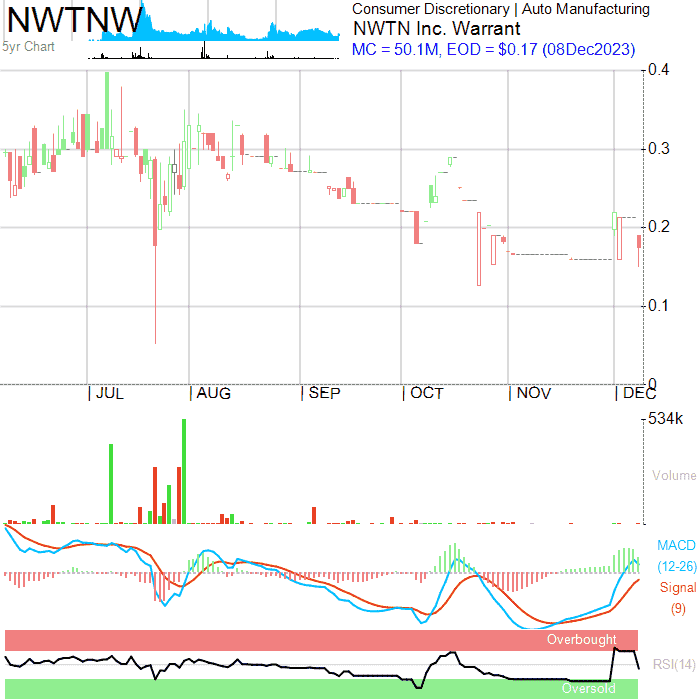 NWTNW
5yr Chart
Consumer Discretionary | Auto Manufacturing
NWTN Inc. Warrant
MC = 50.1M, EOD = $0.17 (08Dec2023)
0.4
0.3
0.2
0.1
0
| JUL | AUG | SEP | OCT | NOV | DEC
534k
Volume
MACD
(12-26)
Signal
(9)
Overbought
RSI(14)
Oversold